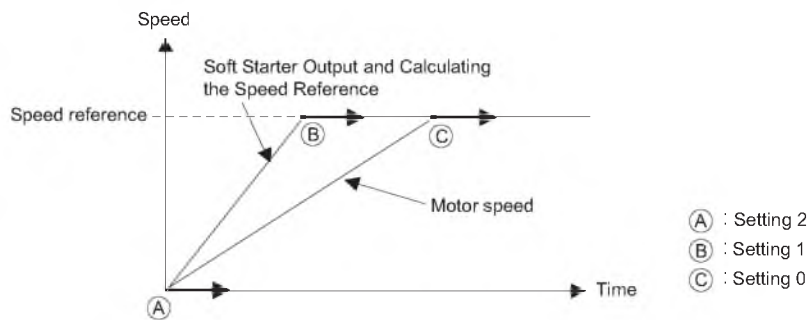 Speed
Soft Starter Output and Calculating
the Speed Reference
Speed reference
B
C
Motor speed
A : Setting 2
B : Setting 1
C : Setting 0
Time
A